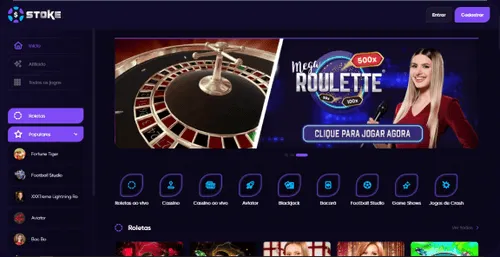 STAKE
Entrar
Cadastrar
Início
Afiliado
Todos os Jogos
Roletas
Populares
Fortune Tiger
Football Studio
XXXTreme Lightning Ro
Aviator
Bac Bo
Mega
ROULETTE
500x
50x
100x
CLIQUE PARA JOGAR AGORA
Roletas ao vivo
Cassino
Cassino ao vivo
Aviator
Blackjack
Bacará
Football Studio
Game Shows
Jogos de Crash
Roletas
Ver todos